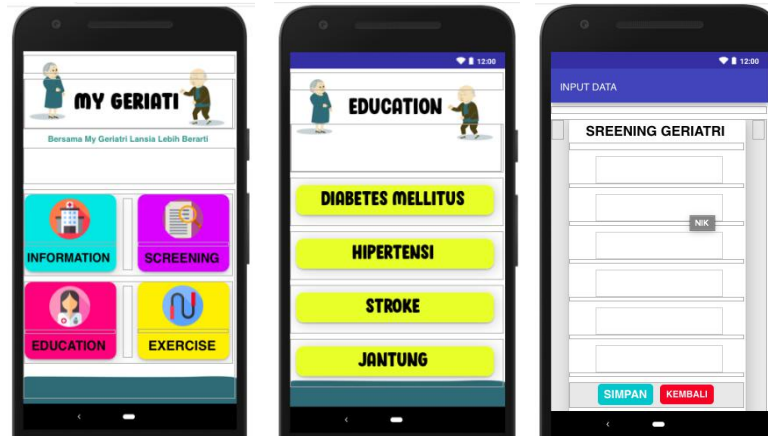 MY GERIATI
Bersama My Geriatri Lansia Lebih Berarti
INFORMATION
SCREENING
EDUCATION
EXERCISE
12:00
EDUCATION
DIABETES MELLITUS
HIPERTENSI
STROKE
JANTUNG
12:00
INPUT DATA
SREENING GERIATRI
NIK
SIMPAN
KEMBALI